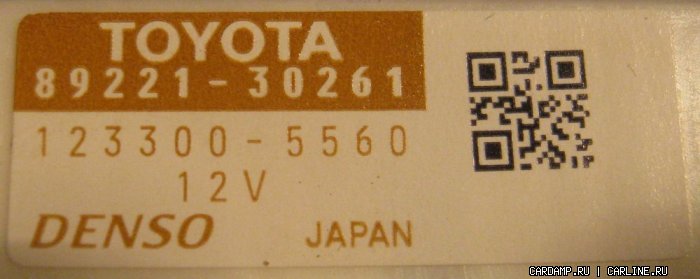 TOYOTA
89221-30261
123300-5560
12V
DENSO JAPAN
CARDAMP.RU | CARLINE.RU